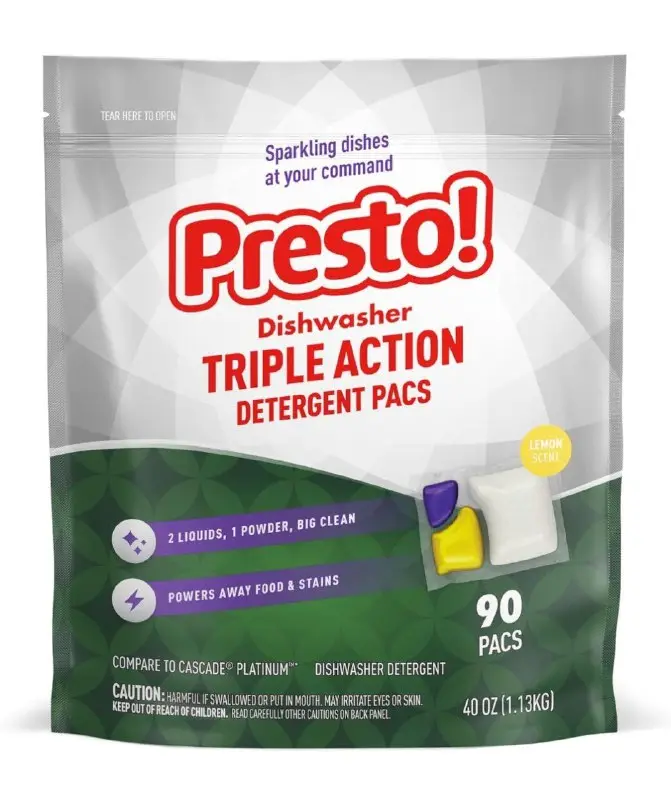 TEAR HERE TO OPEN
Sparkling dishes
at your command
Presto!
Dishwasher
TRIPLE ACTION
DETERGENT PACS
LEMON
SCENT
2 LIQUIDS, 1 POWDER, BIG CLEAN
POWERS AWAY FOOD & STAINS
90
PACS
COMPARE TO CASCADE® PLATINUM™* DISHWASHER DETERGENT
CAUTION: HARMFUL IF SWALLOWED OR PUT IN MOUTH. MAY IRRITATE EYES OR SKIN.
KEEP OUT OF REACH OF CHILDREN. READ CAREFULLY OTHER CAUTIONS ON BACK PANEL.
40 OZ (1.13KG)